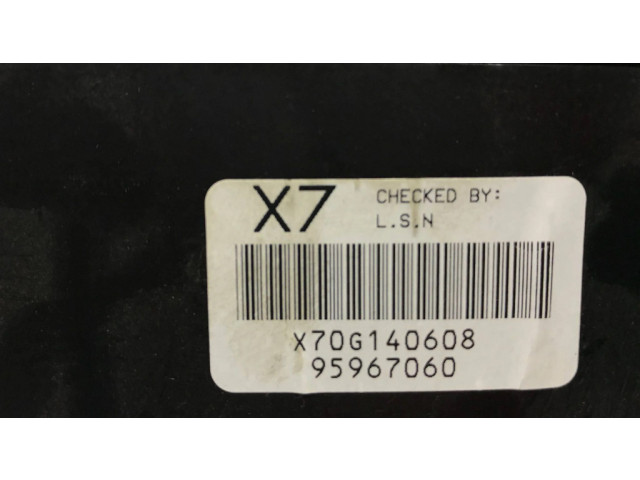 X7 CHECKED BY:
L.S.N
X70G140608
95967060